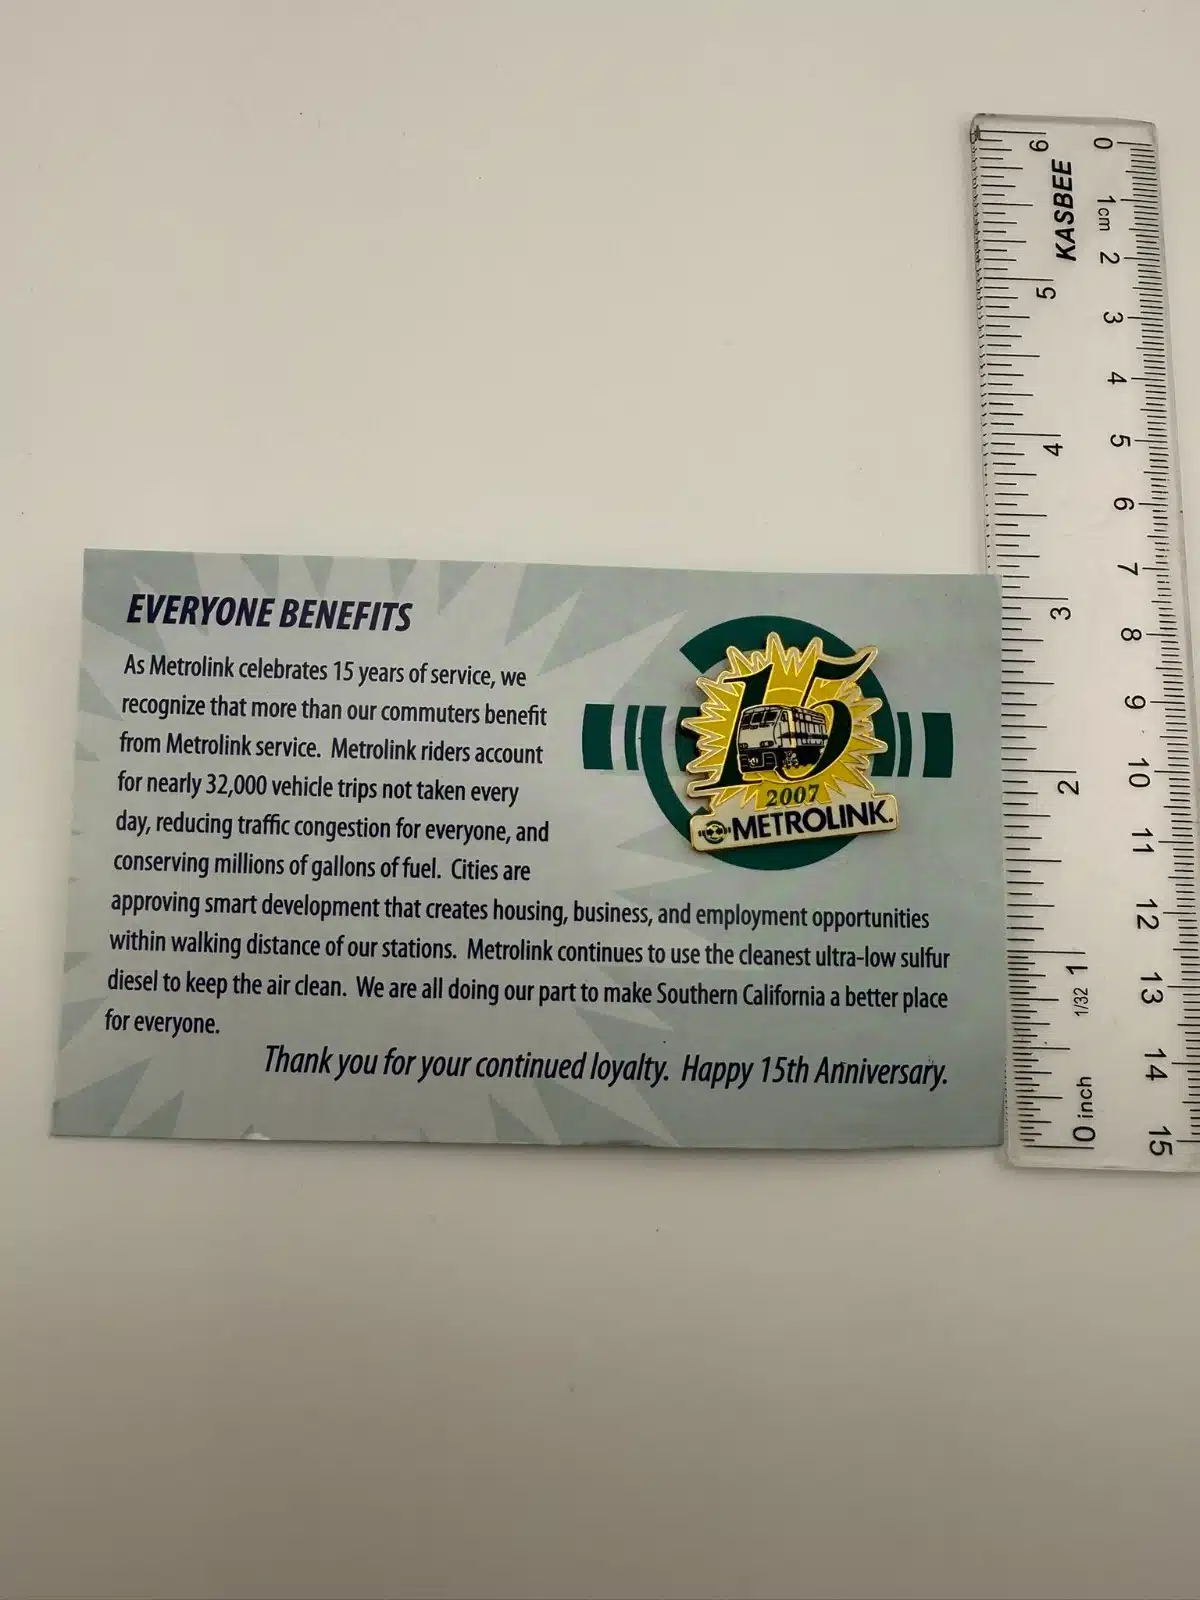 EVERYONE BENEFITS
As Metrolink celebrates 15 years of service, we
recognize that more than our commuters benefit
from Metrolink service. Metrolink riders account
for nearly 32,000 vehicle trips not taken every
day, reducing traffic congestion for everyone, and
conserving millions of gallons of fuel. Cities are
approving smart development that creates housing, business, and employment opportunities
within walking distance of our stations. Metrolink continues to use the cleanest ultra-low sulfur
diesel to keep the air clean. We are all doing our part to make Southern California a better place
for everyone.
Thank you for your continued loyalty. Happy 15th Anniversary.
15
2007
METROLINK.
KASBEE
0 1cm 2 3 4 5 6 7 8 9 10 11 12 13 14 15
0 inch 1/32 1 2 3 4 5 6